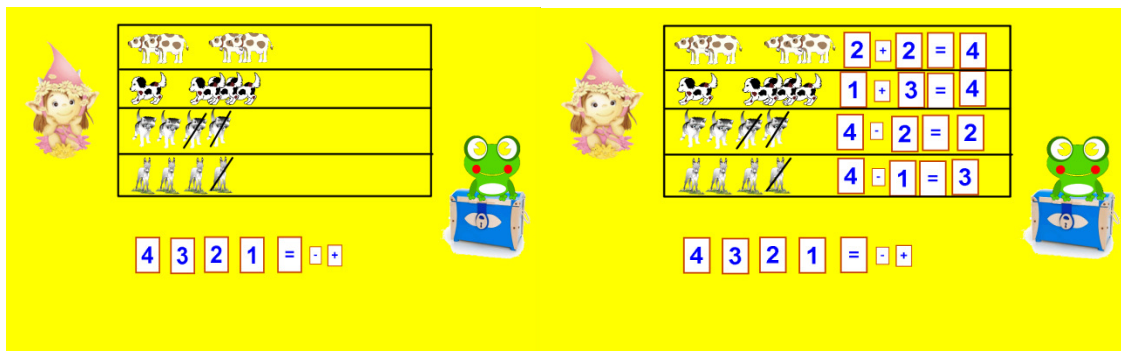 4 3 2 1 = - +
2 + 2 = 4
1 + 3 = 4
4 - 2 = 2
4 - 1 = 3
4 3 2 1 = - +